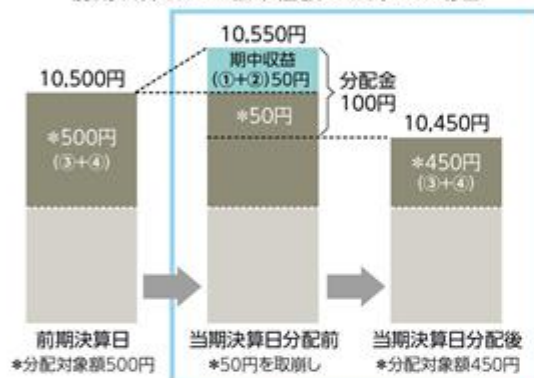 10,550円
期中収益
(①+②)50円
分配金
100円
10,500円
*50円
10,450円
*500円
(③+④)
*450円
(③+④)
前期決算日
*分配対象額500円
当期決算日分配前
*50円を取崩し
当期決算日分配後
*分配対象額450円